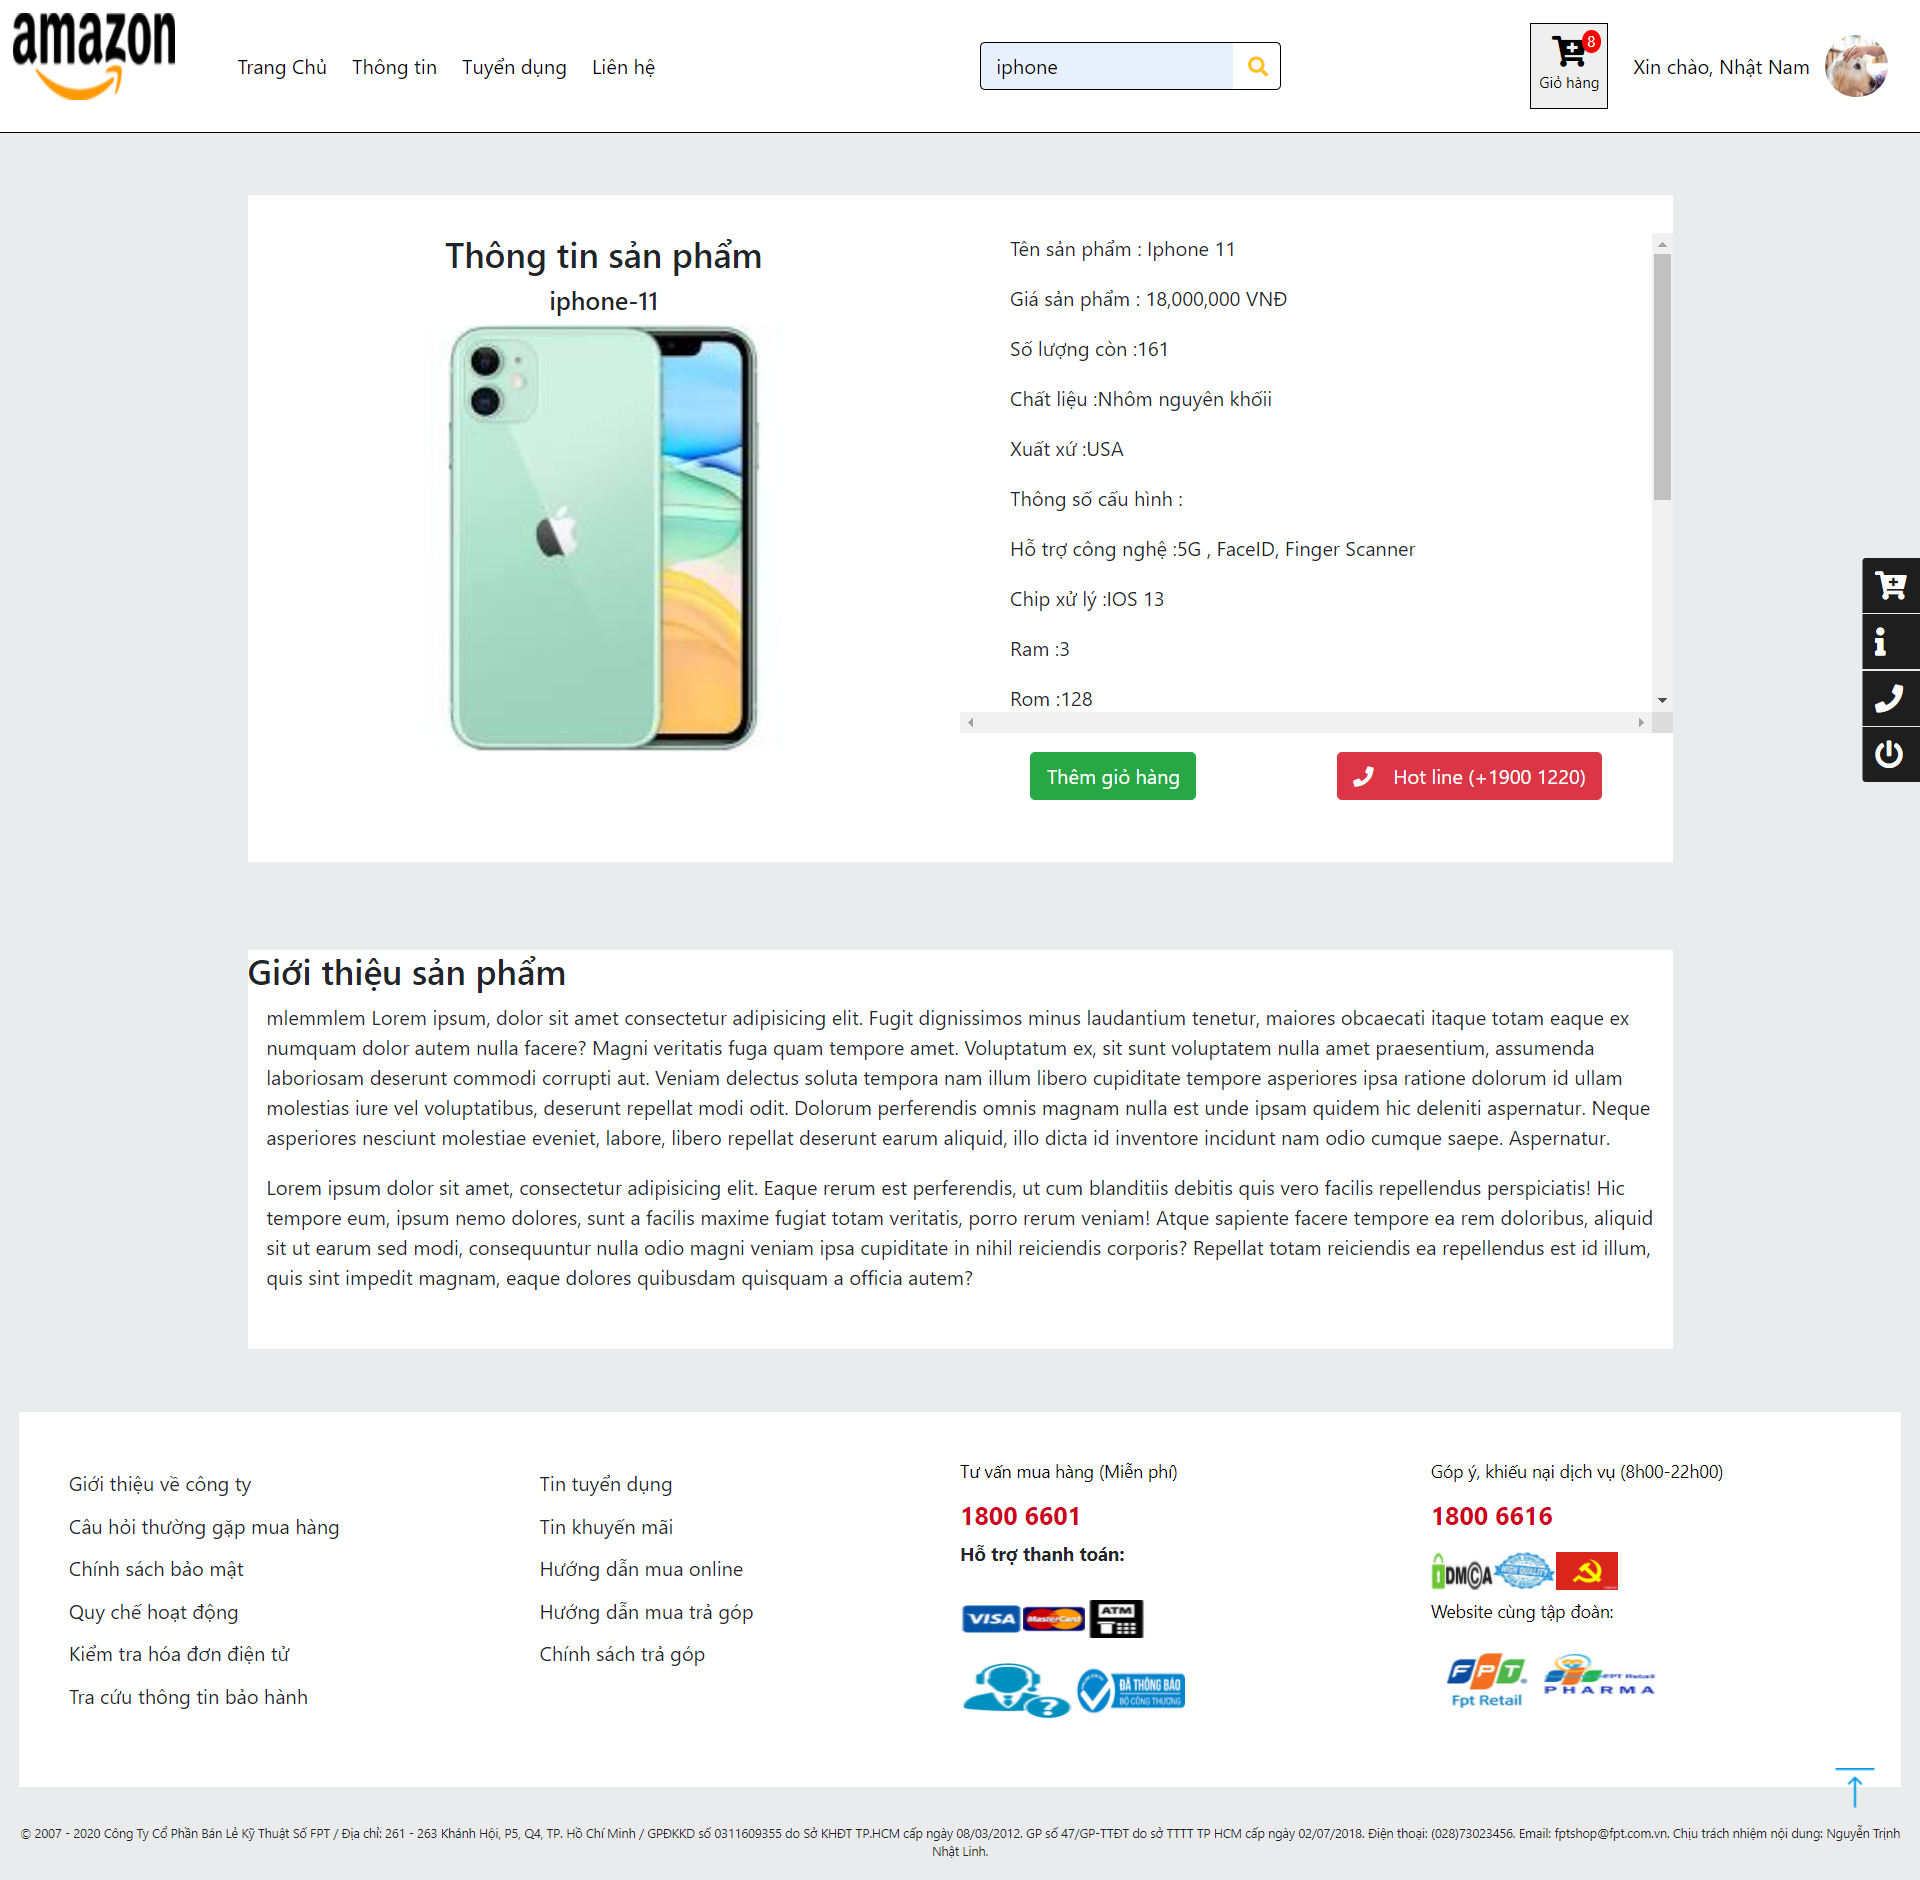 amazon
Trang Chủ Thông tin Tuyển dụng Liên hệ
iphone
8
Giỏ hàng
Xin chào, Nhật Nam
Thông tin sản phẩm
iphone-11
Tên sản phẩm : Iphone 11
Giá sản phẩm : 18,000,000 VNĐ
Số lượng còn :161
Chất liệu :Nhôm nguyên khốii
Xuất xứ :USA
Thông số cấu hình :
Hỗ trợ công nghệ :5G , FaceID, Finger Scanner
Chip xử lý :IOS 13
Ram :3
Rom :128
Thêm giỏ hàng
Hot line (+1900 1220)
Giới thiệu sản phẩm
mlemmlem Lorem ipsum, dolor sit amet consectetur adipisicing elit. Fugit dignissimos minus laudantium tenetur, maiores obcaecati itaque totam eaque ex
numquam dolor autem nulla facere? Magni veritatis fuga quam tempore amet. Voluptatum ex, sit sunt voluptatem nulla amet praesentium, assumenda
laboriosam deserunt commodi corrupti aut. Veniam delectus soluta tempora nam illum libero cupiditate tempore asperiores ipsa ratione dolorum id ullam
molestias iure vel voluptatibus, deserunt repellat modi odit. Dolorum perferendis omnis magnam nulla est unde ipsam quidem hic deleniti aspernatur. Neque
asperiores nesciunt molestiae eveniet, labore, libero repellat deserunt earum aliquid, illo dicta id inventore incidunt nam odio cumque saepe. Aspernatur.
Lorem ipsum dolor sit amet, consectetur adipisicing elit. Eaque rerum est perferendis, ut cum blanditiis debitis quis vero facilis repellendus perspiciatis! Hic
tempore eum, ipsum nemo dolores, sunt a facilis maxime fugiat totam veritatis, porro rerum veniam! Atque sapiente facere tempore ea rem doloribus, aliquid
sit ut earum sed modi, consequuntur nulla odio magni veniam ipsa cupiditate in nihil reiciendis corporis? Repellat totam reiciendis ea repellendus est id illum,
quis sint impedit magnam, eaque dolores quibusdam quisquam a officia autem?
Giới thiệu về công ty
Câu hỏi thường gặp mua hàng
Chính sách bảo mật
Quy chế hoạt động
Kiểm tra hóa đơn điện tử
Tra cứu thông tin bảo hành
Tin tuyển dụng
Tin khuyến mãi
Hướng dẫn mua online
Hướng dẫn mua trả góp
Chính sách trả góp
Tư vấn mua hàng (Miễn phí)
1800 6601
Hỗ trợ thanh toán:
VISA MasterCard ATM
ĐÃ THÔNG BÁO
BỘ CÔNG THƯƠNG
Góp ý, khiếu nại dịch vụ (8h00-22h00)
1800 6616
DMCA HIGH QUALITY
Website cùng tập đoàn:
FPT
Fpt Retail
FPT Retail
PHARMA
© 2007 - 2020 Công Ty Cổ Phần Bán Lẻ Kỹ Thuật Số FPT / Địa chỉ: 261 - 263 Khánh Hội, P5, Q4, TP. Hồ Chí Minh / GPĐKKD số 0311609355 do Sở KHĐT TP.HCM cấp ngày 08/03/2012. GP số 47/GP-TTĐT do sở TTTT TP HCM cấp ngày 02/07/2018. Điện thoại: (028)73023456. Email: fptshop@fpt.com.vn. Chịu trách nhiệm nội dung: Nguyễn Trịnh
Nhật Linh.